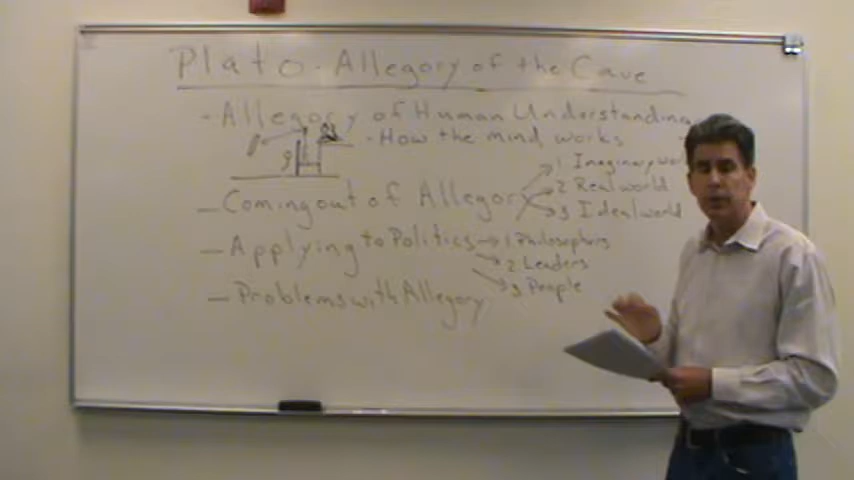 Plato - Allegory of the Cave
- Allegory of Human Understanding
- How the mind works
1 Imaginary
- Coming out of Allegory
2 Real world
3 Ideal world
- Applying to Politics
1 Philosophers
2 Leaders
3 People
- Problems with Allegory